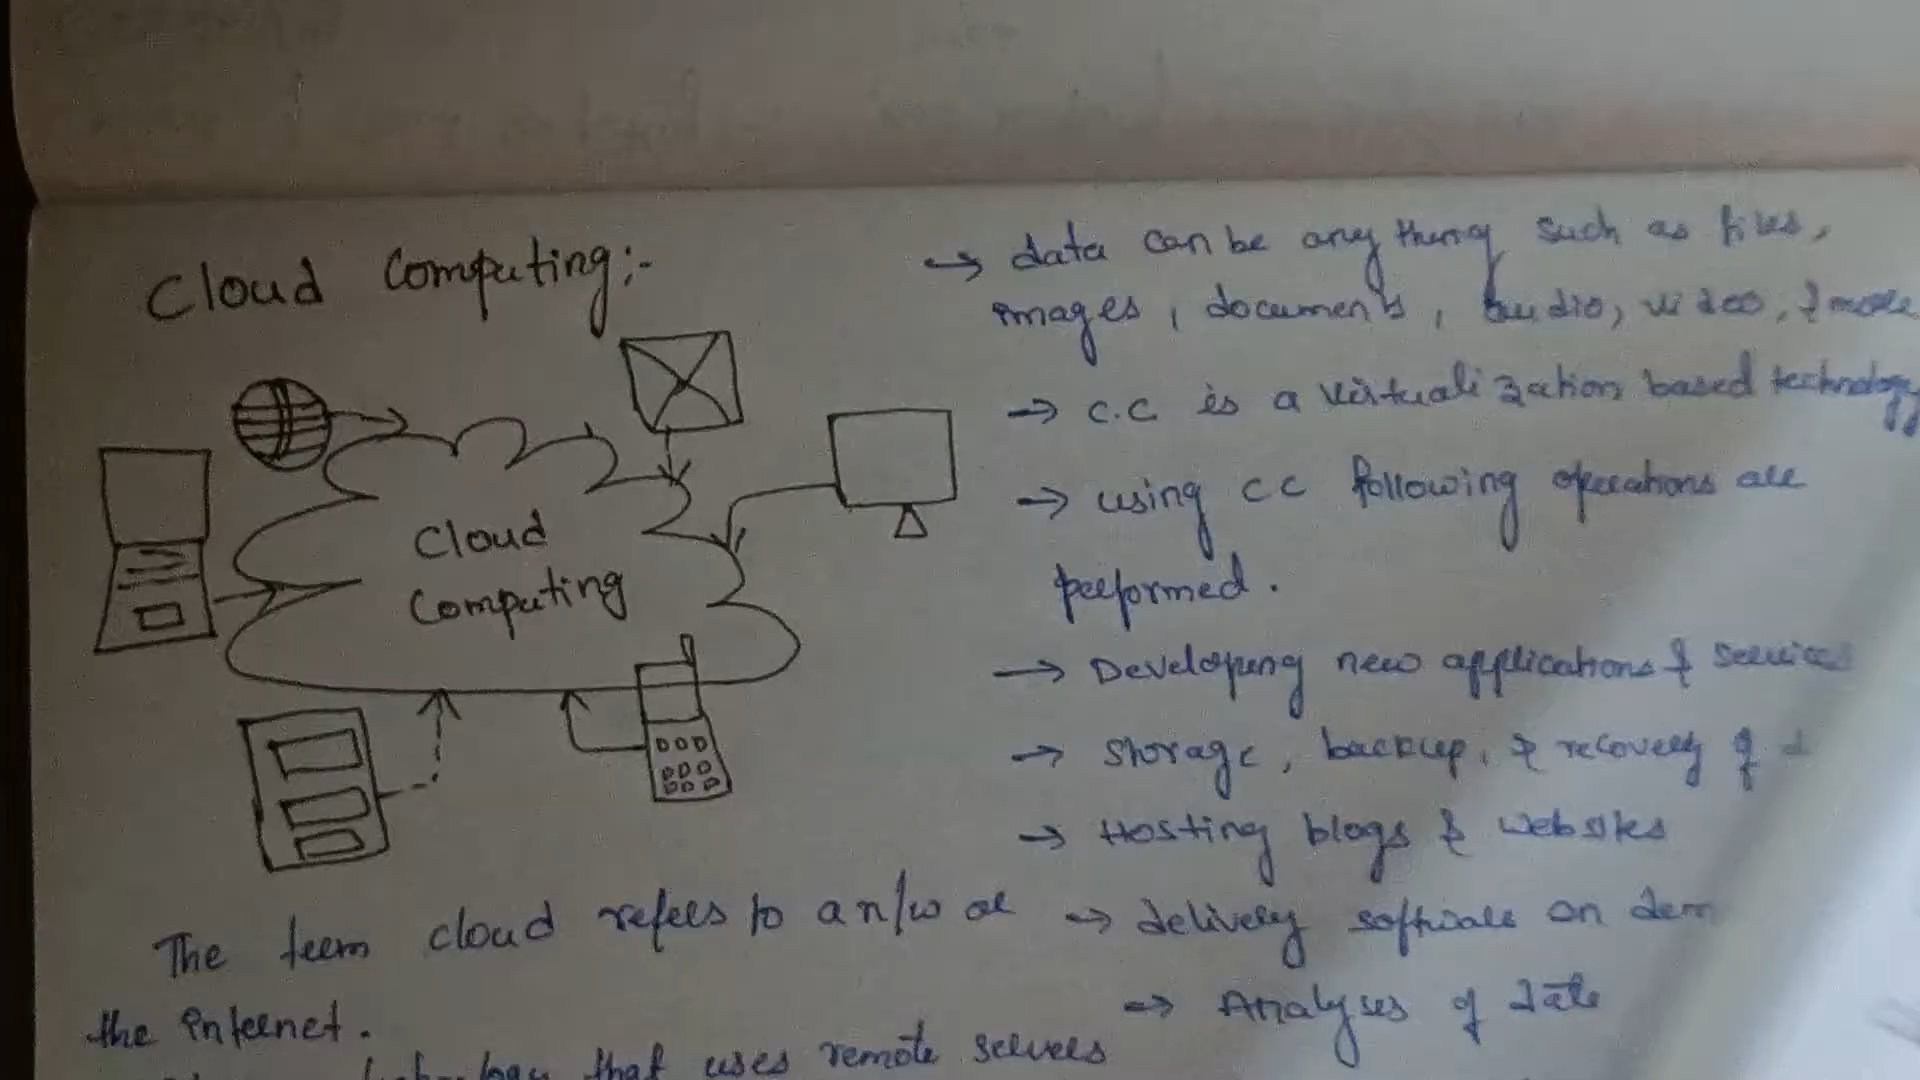 Cloud Computing:-
Cloud
Computing
The term cloud refers to a n/w or
the internet.
that uses remote servers
→ data can be any thing such as files,
images, documents, audio, video, & more
→ C.C is a virtualization based technology
→ using CC following operations are
performed.
→ Developing new applications & services
→ Storage, backup, & recovery of
→ Hosting blogs & websites
→ delivery software on dem
→ Analyses of data